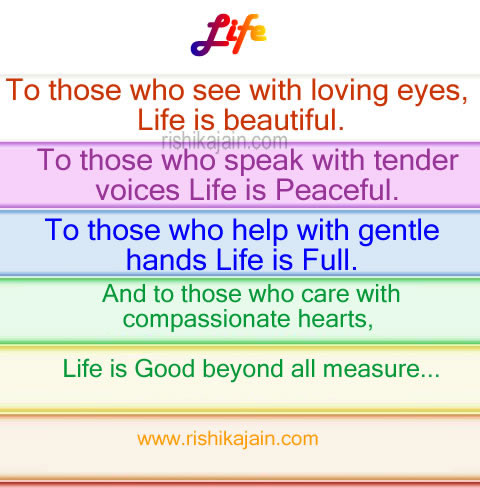 Life
To those who see with loving eyes,
Life is beautiful.
rishikajain.com
To those who speak with tender
voices Life is Peaceful.
To those who help with gentle
hands Life is Full.
And to those who care with
compassionate hearts,
Life is Good beyond all measure...
www.rishikajain.com